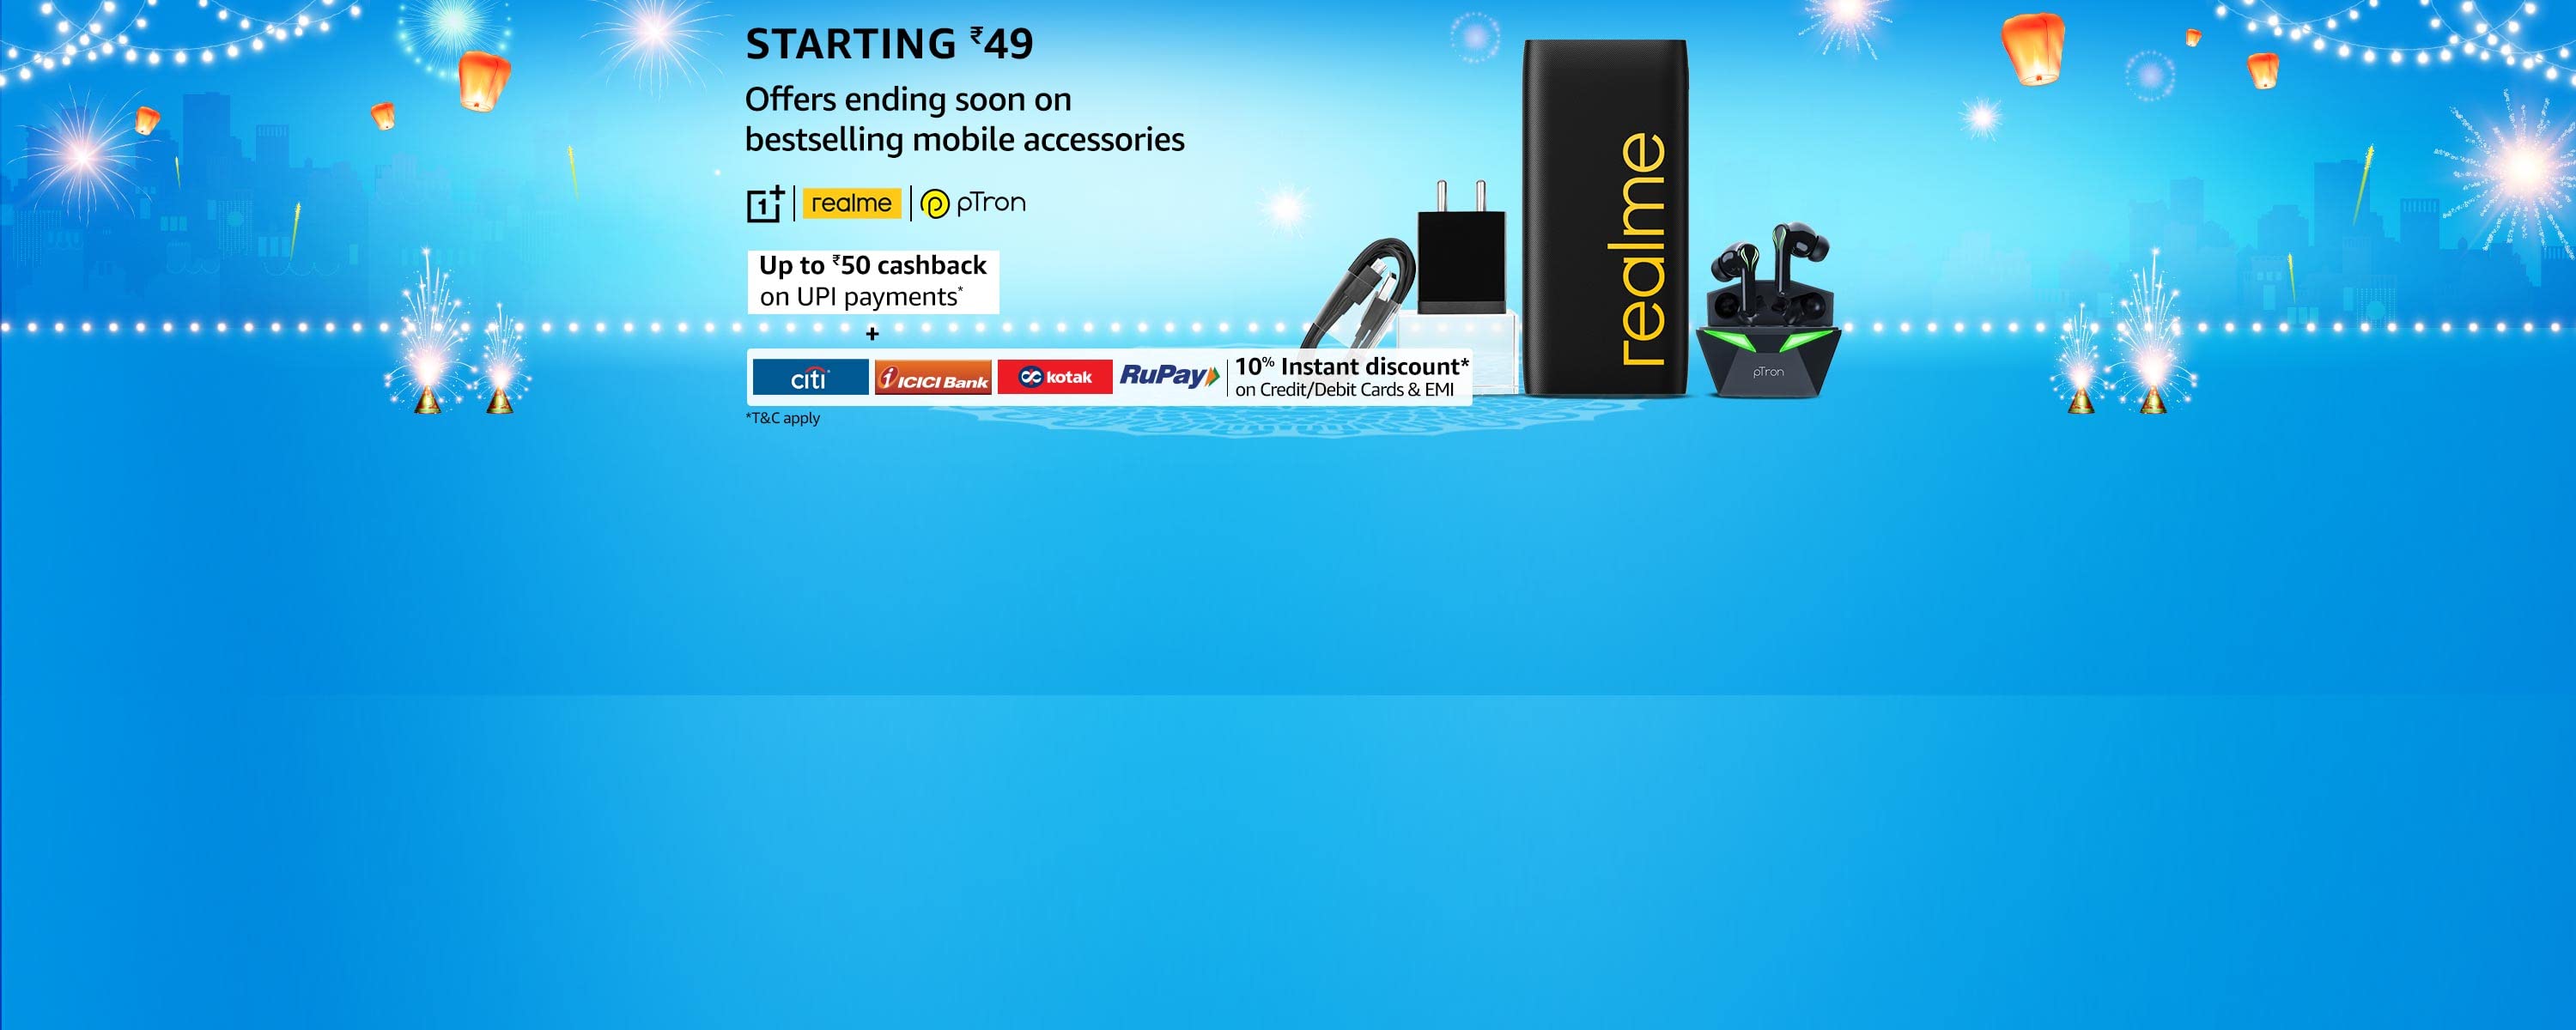 STARTING ₹49
Offers ending soon on
bestselling mobile accessories
1+ | realme | pTron
Up to ₹50 cashback
on UPI payments*
+
citi ICICI Bank kotak RuPay 10% Instant discount*
on Credit/Debit Cards & EMI
*T&C apply
realme
pTron